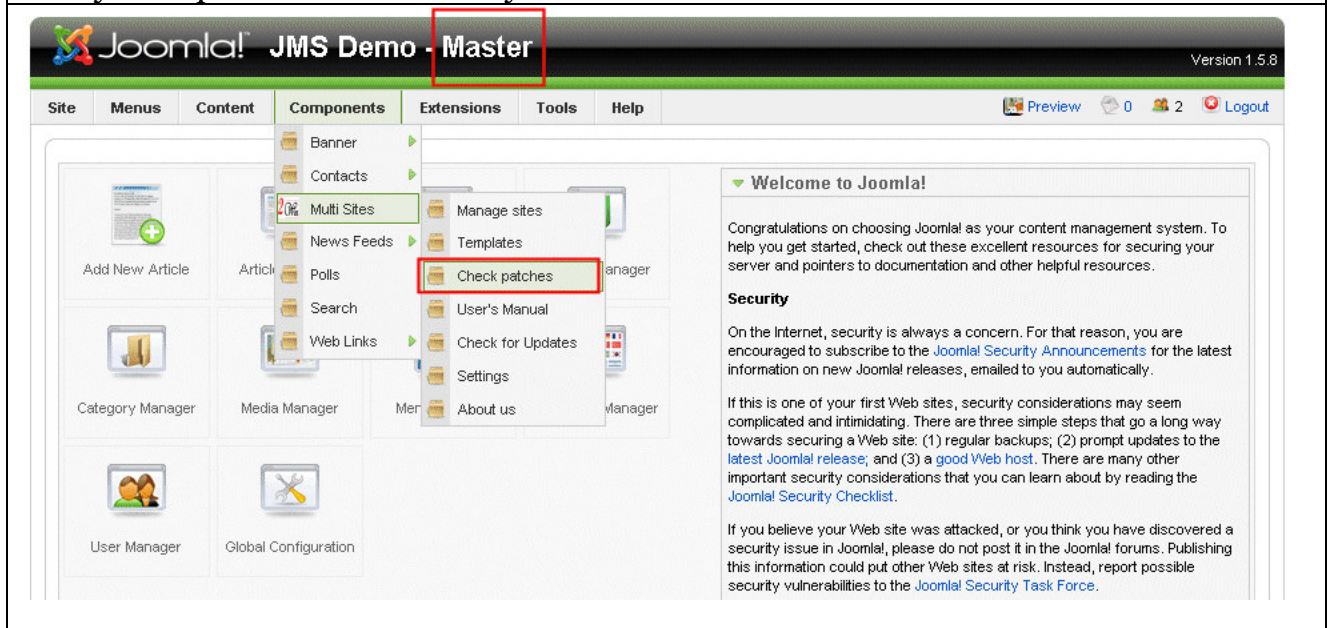 Joomla! JMS Demo - Master
Version 1.5.8
Site Menus Content Components Extensions Tools Help Preview 0 2 Logout
Banner
Contacts
Multi Sites
News Feeds
Polls
Search
Web Links
Manage sites
Templates
Check patches
User's Manual
Check for Updates
Settings
About us
Add New Article
anager
Category Manager
Media Manager
Manager
User Manager
Global Configuration
Welcome to Joomla!
Congratulations on choosing Joomla! as your content management system. To
help you get started, check out these excellent resources for securing your
server and pointers to documentation and other helpful resources.
Security
On the Internet, security is always a concern. For that reason, you are
encouraged to subscribe to the Joomla! Security Announcements for the latest
information on new Joomla! releases, emailed to you automatically.
If this is one of your first Web sites, security considerations may seem
complicated and intimidating. There are three simple steps that go a long way
towards securing a Web site: (1) regular backups; (2) prompt updates to the
latest Joomla! release; and (3) a good Web host. There are many other
important security considerations that you can learn about by reading the
Joomla! Security Checklist.
If you believe your Web site was attacked, or you think you have discovered a
security issue in Joomla!, please do not post it in the Joomla! forums. Publishing
this information could put other Web sites at risk. Instead, report possible
security vulnerabilities to the Joomla! Security Task Force.